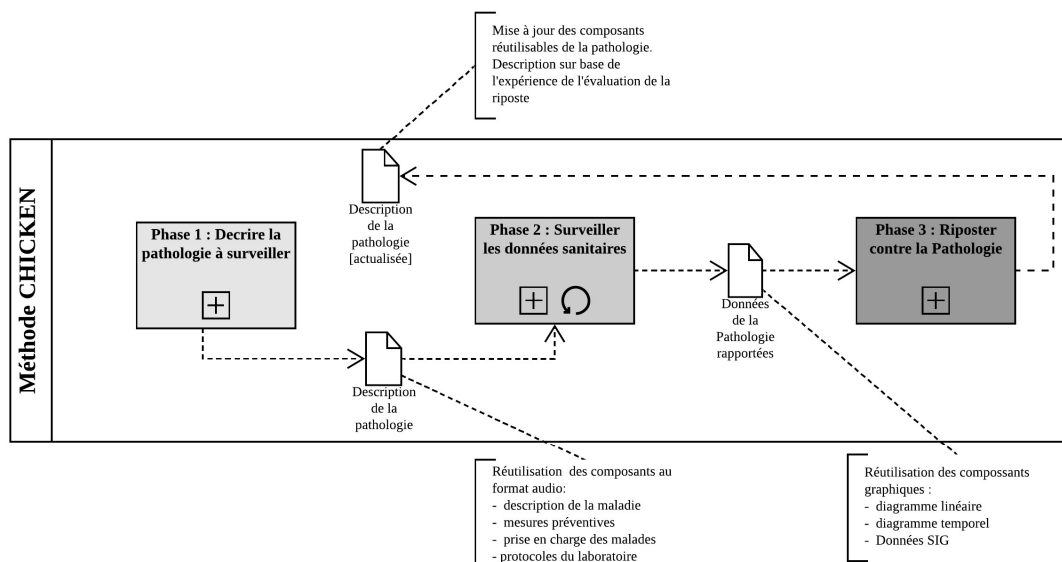 Mise à jour des composants
réutilisables de la pathologie.
Description sur base de
l'expérience de l'évaluation de la
riposte
Méthode CHICKEN
Description
de la
pathologie
[actualisée]
Phase 1 : Decrire la
pathologie à surveiller
Phase 2 : Surveiller
les données sanitaires
Phase 3 : Riposter
contre la Pathologie
Données
de la
Pathologie
rapportées
Description
de la
pathologie
Réutilisation des composants au
format audio:
- description de la maladie
- mesures préventives
- prise en charge des malades
- protocoles du laboratoire
Réutilisation des compossants
graphiques :
- diagramme linéaire
- diagramme temporel
- Données SIG